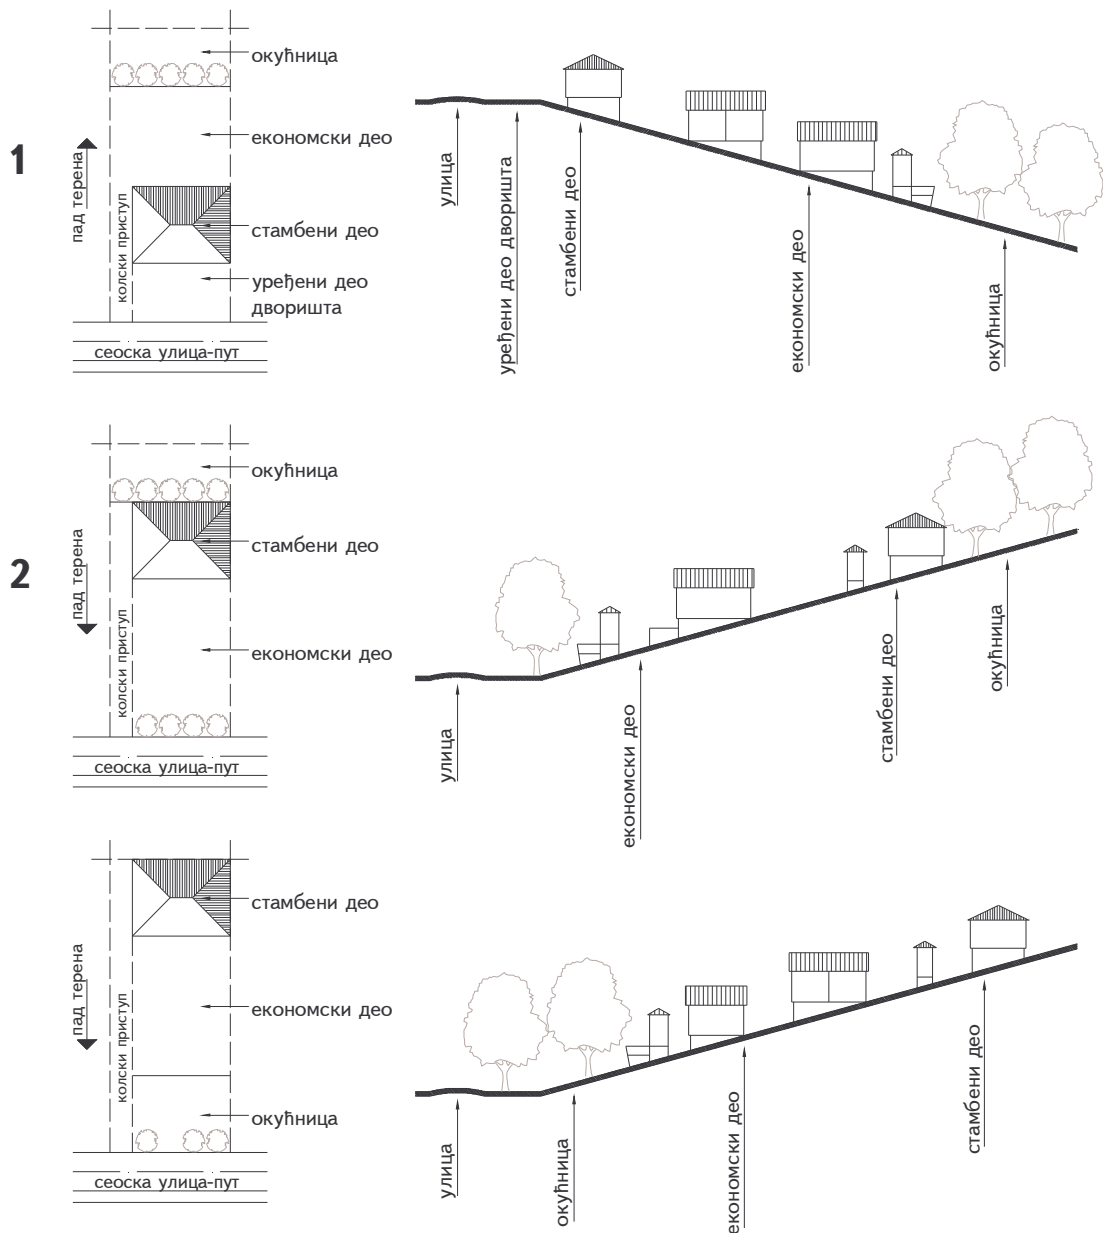 1
окућница
економски део
стамбени део
уређени део
дворишта
пад терена
колски приступ
сеоска улица-пут
улица
уређени део дворишта
стамбени део
економски део
окућница
2
окућница
стамбени део
економски део
пад терена
колски приступ
сеоска улица-пут
улица
економски део
стамбени део
окућница
стамбени део
економски део
окућница
пад терена
колски приступ
сеоска улица-пут
улица
окућница
економски део
стамбени део